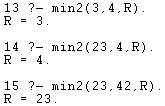 13 ?- min2(3,4,R).
R = 3.
14 ?- min2(23,4,R).
R = 4.
15 ?- min2(23,42,R).
R = 23.